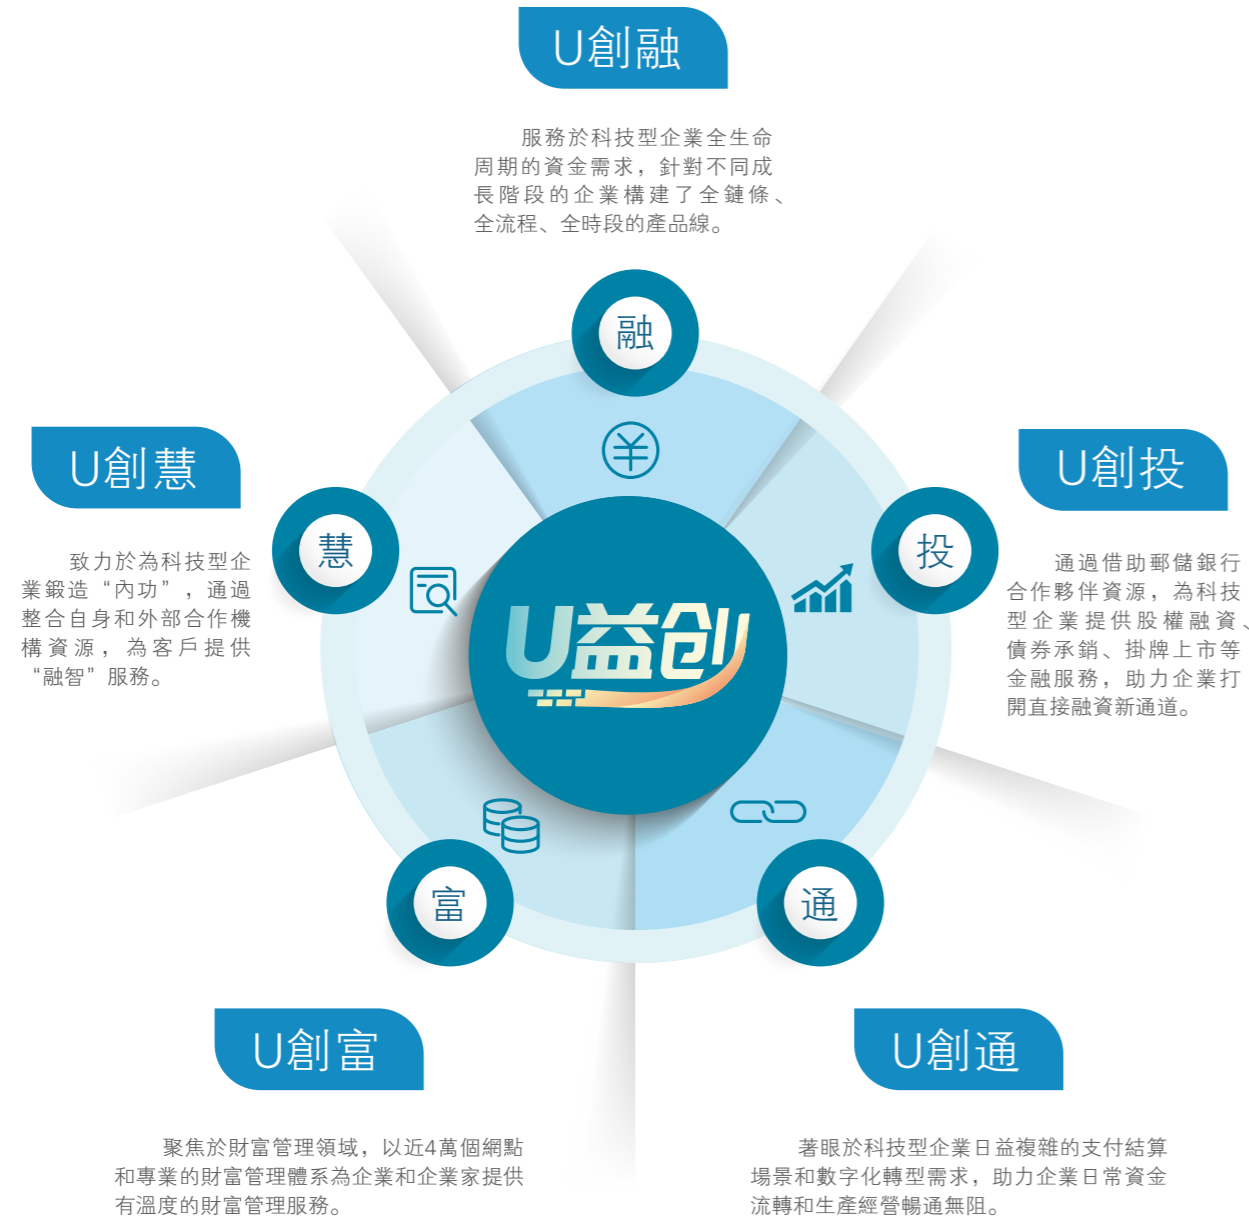 U創融
服務於科技型企業全生命
周期的資金需求，針對不同成
長階段的企業構建了全鏈條、
全流程、全時段的產品線。
融
U創慧
致力於為科技型企
業鍛造“內功”，通過
整合自身和外部合作機
構資源，為客戶提供
“融智”服務。
慧
U創投
通過借助郵儲銀行
合作夥伴資源，為科技
型企業提供股權融資、
債券承銷、掛牌上市等
金融服務，助力企業打
開直接融資新通道。
投
U益创
富
通
U創富
聚焦於財富管理領域，以近4萬個網點
和專業的財富管理體系為企業和企業家提供
有溫度的財富管理服務。
U創通
著眼於科技型企業日益複雜的支付結算
場景和數字化轉型需求，助力企業日常資金
流轉和生產經營暢通無阻。